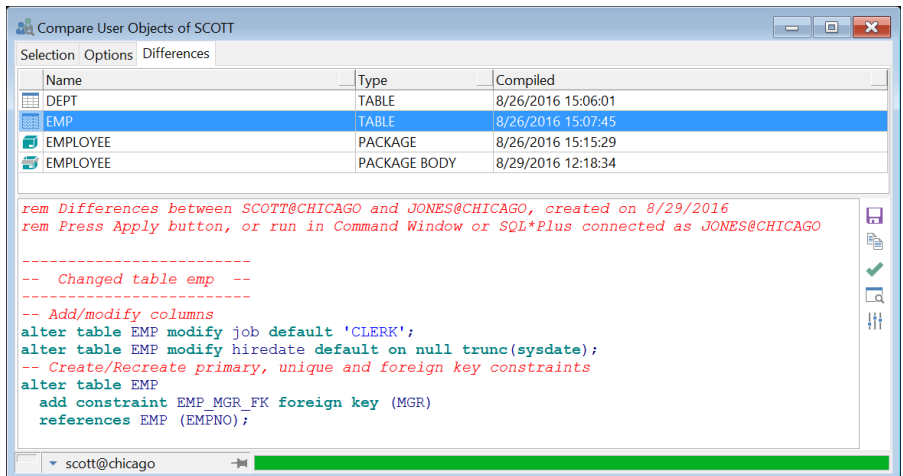 Compare User Objects of SCOTT
Selection Options Differences
Name Type Compiled
DEPT TABLE 8/26/2016 15:06:01
EMP TABLE 8/26/2016 15:07:45
EMPLOYEE PACKAGE 8/26/2016 15:15:29
EMPLOYEE PACKAGE BODY 8/29/2016 12:18:34
rem Differences between SCOTT@CHICAGO and JONES@CHICAGO, created on 8/29/2016
rem Press Apply button, or run in Command Window or SQL*Plus connected as JONES@CHICAGO
-------------------------
--  Changed table emp  --
-------------------------
-- Add/modify columns
alter table EMP modify job default 'CLERK';
alter table EMP modify hiredate default on null trunc(sysdate);
-- Create/Recreate primary, unique and foreign key constraints
alter table EMP
  add constraint EMP_MGR_FK foreign key (MGR)
  references EMP (EMPNO);
scott@chicago